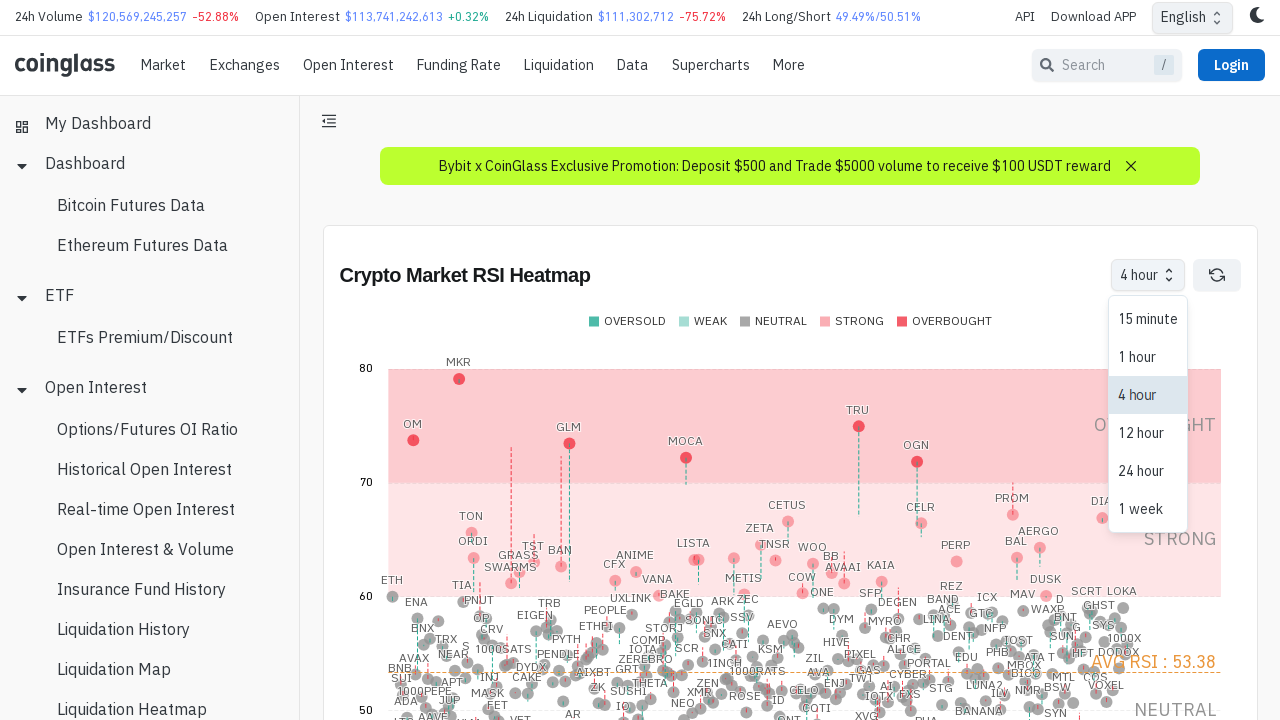 24h Volume $120,569,245,257 -52.88% Open Interest $113,741,242,613 +0.32% 24h Liquidation $111,302,712 -75.72% 24h Long/Short 49.49%/50.51% API Download APP English
coinglass Market Exchanges Open Interest Funding Rate Liquidation Data Supercharts More Search / Login
My Dashboard
Dashboard
Bitcoin Futures Data
Ethereum Futures Data
ETF
ETFs Premium/Discount
Open Interest
Options/Futures OI Ratio
Historical Open Interest
Real-time Open Interest
Open Interest & Volume
Insurance Fund History
Liquidation History
Liquidation Map
Liquidation Heatmap
Bybit x CoinGlass Exclusive Promotion: Deposit $500 and Trade $5000 volume to receive $100 USDT reward
Crypto Market RSI Heatmap
4 hour
15 minute
1 hour
4 hour
12 hour
24 hour
1 week
OVERSOLD WEAK NEUTRAL STRONG OVERBOUGHT
80
MKR
OM GLM MOCA TRU OGN
70
STRONG
TON CETUS CELR PROM
ORDI TST BAN ZETA AERGO
GRASS ANIME LISTA TNSR WOO PERP BAL
SWARMS CFX BB AVAAI KAIA
ETH TIA VANA METIS COW DUSK
60
ENA PNUT TRB UXLINK BAKE ARK ZEC ONE SFP DEGEN BAND REZ ICX MAV SCRT LOKA
BNX OP EIGEN PEOPLE EGLD SSV DYM ACE GTC WAXP GHST
TRX CRV ETHFI STORJ SONIC AEVO MYRO LINA NFP BNT SYS
NEAR 1000SATS PYTH COMP SNX CATI HIVE CHR DENT IOST SUN 1000X
AVAX PENDLE IOTA SCR KSM PIXEL ALICE EDU PHB HFT DODOX
BNB DYDX ZEREBRO 1INCH ZIL GAS PORTAL MBOX
AVG RSI : 53.38
SUI APT INJ CAKE AIXBT GRT THETA ZEN 1000RATS AVA TWT CYBER BICO MTL COS
1000PEPE MASK ZK SUSHI XMR ROSE CELO ENJ AI STG LUNA2 NMR BSW VOXEL
ADA JUP FET IO NEO ID COTI IOTX EXS ILV
50
AAVE VET AR XVG BANANA SYN NEUTRAL